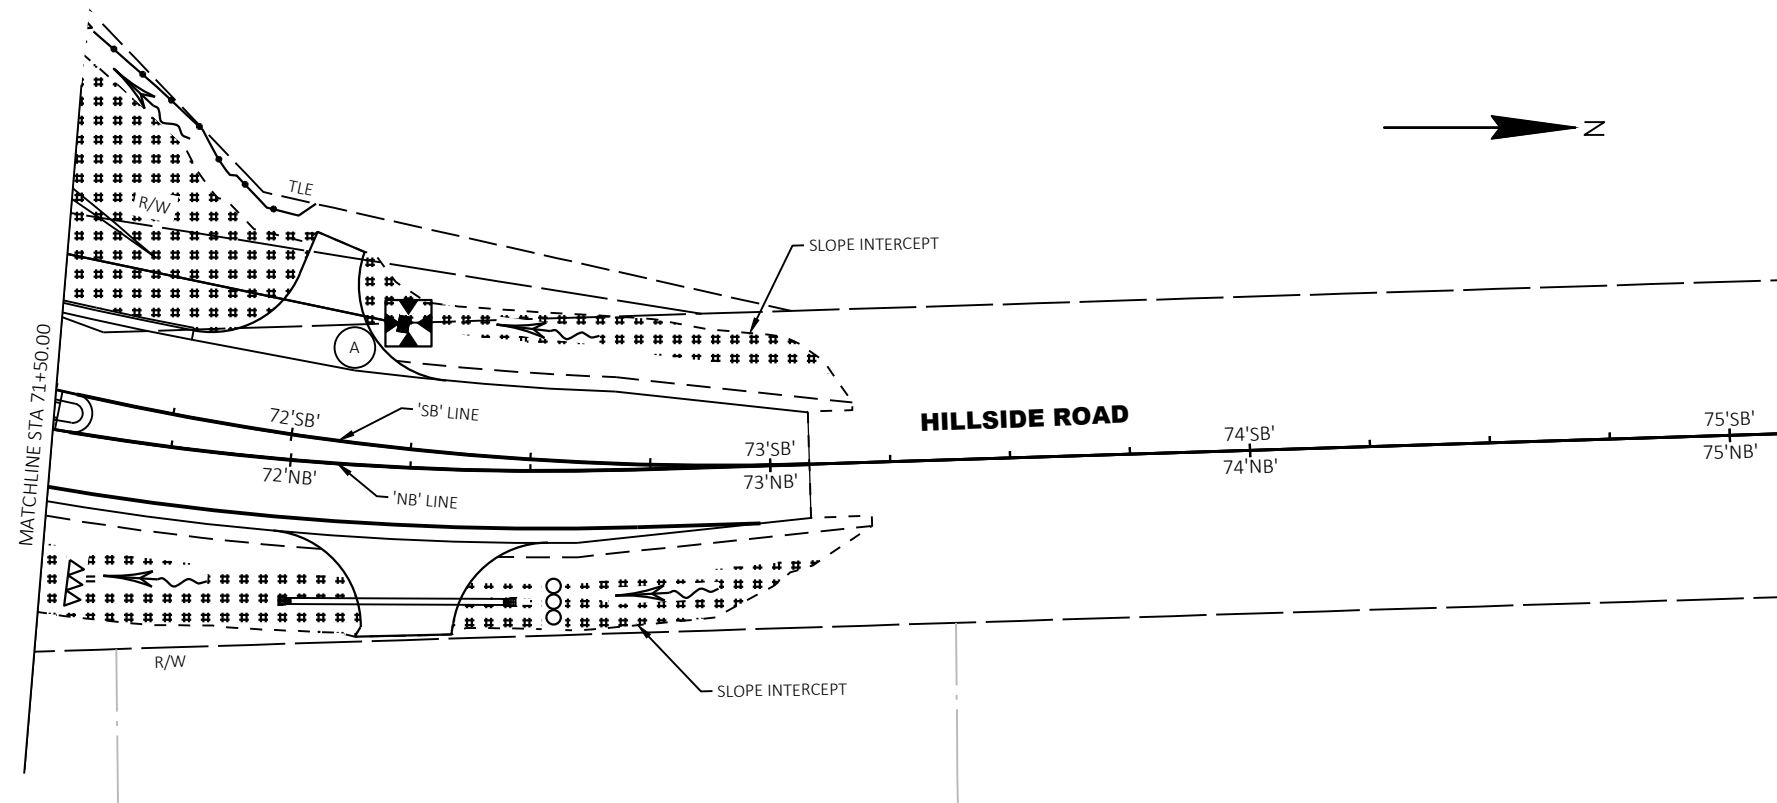 N
TLE
R/W
SLOPE INTERCEPT
MATCHLINE STA 71+50.00
A
'SB' LINE
72'SB'
HILLSIDE ROAD
73'SB'
74'SB'
75'SB'
72'NB'
73'NB'
74'NB'
75'NB'
'NB' LINE
R/W
SLOPE INTERCEPT